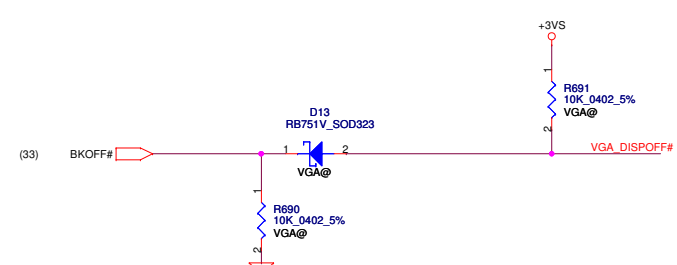 +3VS
1
R691
10K_0402_5%
VGA@
2
D13
RB751V_SOD323
(33) BKOFF# 1 2 VGA_DISPOFF#
VGA@
1
R690
10K_0402_5%
VGA@
2